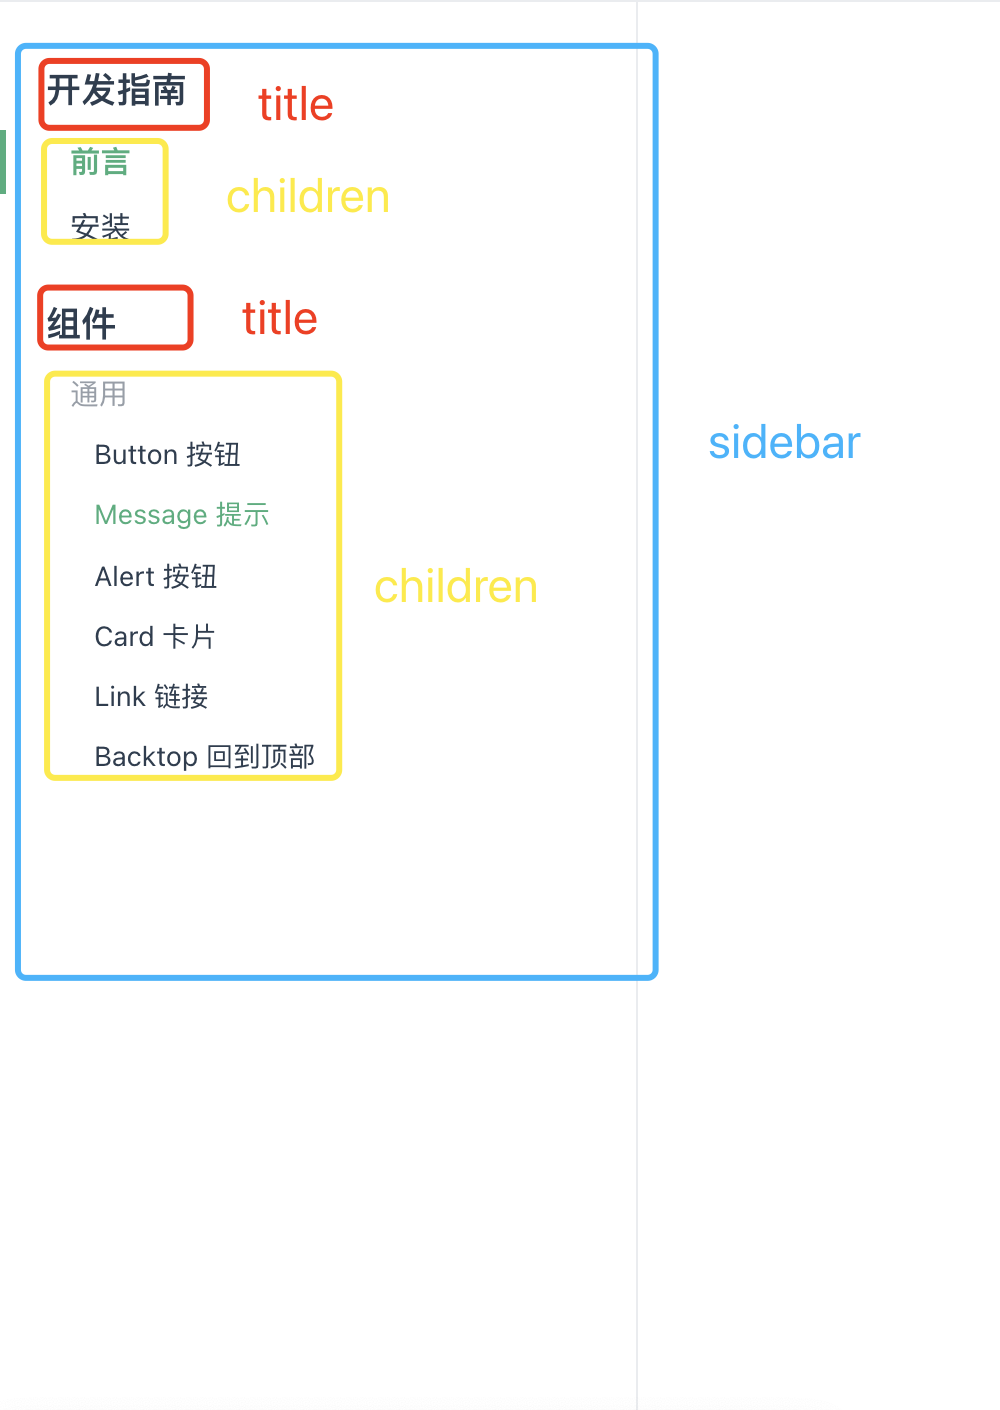 开发指南
title
前言
children
安装
组件
title
通用
Button 按钮
sidebar
Message 提示
Alert 按钮
children
Card 卡片
Link 链接
Backtop 回到顶部